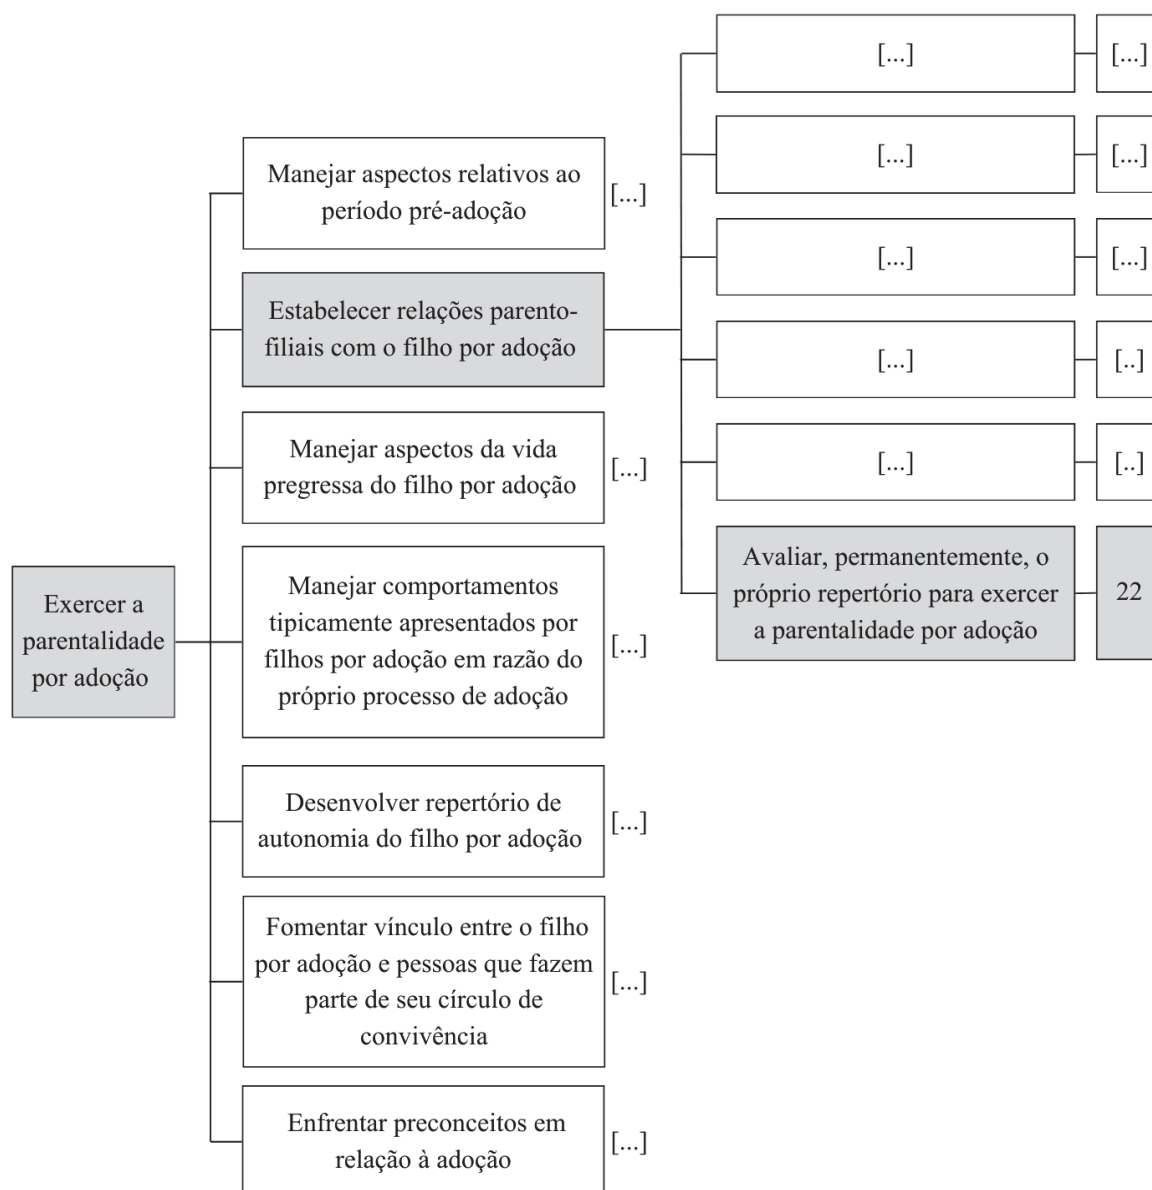 Exercer a
parentalidade
por adoção
Manejar aspectos relativos ao
período pré-adoção
[...]
Estabelecer relações parento-
filiais com o filho por adoção
Manejar aspectos da vida
pregressa do filho por adoção
[...]
Manejar comportamentos
tipicamente apresentados por
filhos por adoção em razão do
próprio processo de adoção
[...]
Desenvolver repertório de
autonomia do filho por adoção
[...]
Fomentar vínculo entre o filho
por adoção e pessoas que fazem
parte de seu círculo de
convivência
[...]
Enfrentar preconceitos em
relação à adoção
[...]
[...]
[...]
[...]
[...]
[...]
[...]
[...]
[..]
[...]
[..]
Avaliar, permanentemente, o
próprio repertório para exercer
a parentalidade por adoção
22